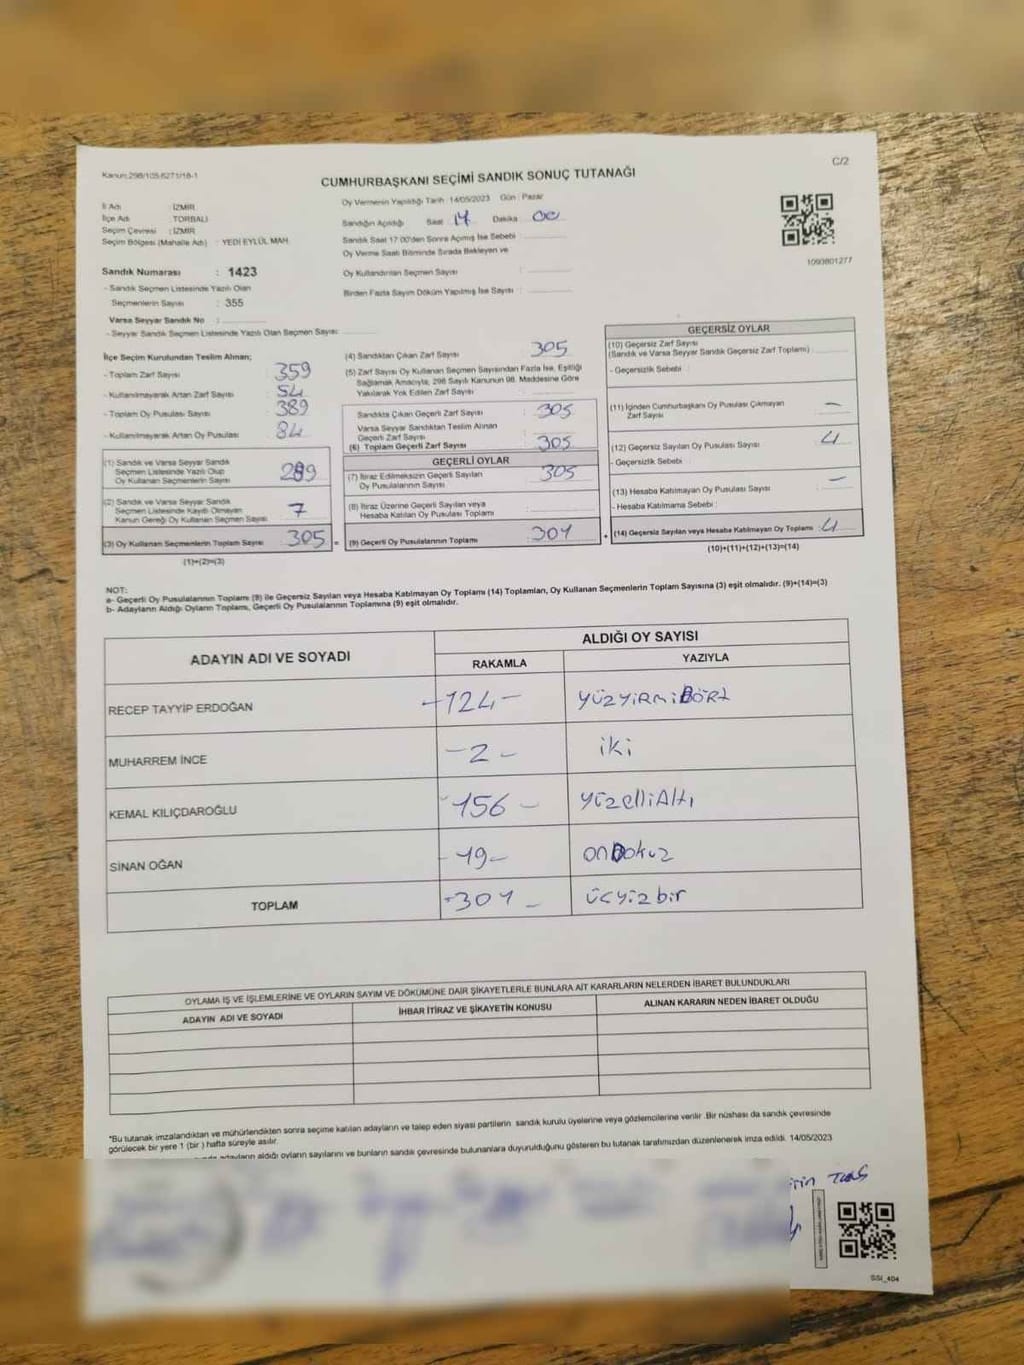 Kanun:298/105-6271/18-1
C/2
CUMHURBAŞKANI SEÇİMİ SANDIK SONUÇ TUTANAĞI
İl Adı : İZMİR
İlçe Adı : TORBALI
Seçim Çevresi : İZMİR
Seçim Bölgesi (Mahalle Adı) : YEDİ EYLÜL MAH.
Sandık Numarası : 1423
- Sandık Seçmen Listesinde Yazılı Olan
Seçmenlerin Sayısı : 355
Varsa Seyyar Sandık No :
- Seyyar Sandık Seçmen Listesinde Yazılı Olan Seçmen Sayısı :
Oy Vermenin Yapıldığı Tarih : 14/05/2023 Gün : Pazar
Sandığın Açıldığı Saat 17 Dakika 00
Sandık Saat 17.00'den Sonra Açılmış İse Sebebi :
Oy Verme Saati Bitiminde Sırada Bekleyen ve
Oy Kullandırılan Seçmen Sayısı :
Birden Fazla Sayım Döküm Yapılmış İse Sayısı :
1093801277
İlçe Seçim Kurulundan Teslim Alınan;
- Toplam Zarf Sayısı 359
- Kullanılmayarak Artan Zarf Sayısı 54
- Toplam Oy Pusulası Sayısı 389
- Kullanılmayarak Artan Oy Pusulası 84
(1) Sandık ve Varsa Seyyar Sandık
Seçmen Listesinde Yazılı Olup
Oy Kullanan Seçmenlerin Sayısı
(2) Sandık ve Varsa Seyyar Sandık
Seçmen Listesinde Kayıtlı Olmayan
Kanun Gereği Oy Kullanan Seçmen Sayısı 7
(3) Oy Kullanan Seçmenlerin Toplam Sayısı 305
(1)+(2)=(3)
(4) Sandıktan Çıkan Zarf Sayısı 305
(5) Zarf Sayısı Oy Kullanan Seçmen Sayısından Fazla İse, Eşitliği
Sağlamak Amacıyla, 298 Sayılı Kanunun 98. Maddesine Göre
Yakılarak Yok Edilen Zarf Sayısı :
Sandıkta Çıkan Geçerli Zarf Sayısı : 305
Varsa Seyyar Sandıktan Teslim Alınan
Geçerli Zarf Sayısı
(6) Toplam Geçerli Zarf Sayısı : 305
GEÇERLİ OYLAR
(7) İtiraz Edilmeksizin Geçerli Sayılan
Oy Pusulalarının Sayısı : 305
(8) İtiraz Üzerine Geçerli Sayılan veya
Hesaba Katılan Oy Pusulası Toplamı :
= (9) Geçerli Oy Pusulalarının Toplamı : 301
GEÇERSİZ OYLAR
(10) Geçersiz Zarf Sayısı
(Sandık ve Varsa Seyyar Sandık Geçersiz Zarf Toplamı) :
- Geçersizlik Sebebi :
(11) İçinden Cumhurbaşkanı Oy Pusulası Çıkmayan
Zarf Sayısı : –
(12) Geçersiz Sayılan Oy Pusulası Sayısı : 4
- Geçersizlik Sebebi :
(13) Hesaba Katılmayan Oy Pusulası Sayısı : –
- Hesaba Katılmama Sebebi :
+ (14) Geçersiz Sayılan veya Hesaba Katılmayan Oy Toplamı : 4
(10)+(11)+(12)+(13)=(14)
NOT:
a- Geçerli Oy Pusulalarının Toplamı (9) ile Geçersiz Sayılan veya Hesaba Katılmayan Oy Toplamı (14) Toplamları, Oy Kullanan Seçmenlerin Toplam Sayısına (3) eşit olmalıdır. (9)+(14)=(3)
b- Adayların Aldığı Oyların Toplamı, Geçerli Oy Pusulalarının Toplamına (9) eşit olmalıdır.
ADAYIN ADI VE SOYADI
ALDIĞI OY SAYISI
RAKAMLA YAZIYLA
RECEP TAYYİP ERDOĞAN -124- YÜZYİRMİDÖRT
MUHARREM İNCE -2- iki
KEMAL KILIÇDAROĞLU -156- yüzelliAltı
SİNAN OĞAN -19- onDokuz
TOPLAM -301- üçyüzbir
OYLAMA İŞ VE İŞLEMLERİNE VE OYLARIN SAYIM VE DÖKÜMÜNE DAİR ŞİKAYETLERLE BUNLARA AİT KARARLARIN NELERDEN İBARET BULUNDUKLARI
ADAYIN ADI VE SOYADI İHBAR İTİRAZ VE ŞİKAYETİN KONUSU ALINAN KARARIN NEDEN İBARET OLDUĞU
*Bu tutanak imzalandıktan ve mühürlendikten sonra seçime katılan adayların ve talep eden siyasi partilerin sandık kurulu üyelerine veya gözlemcilerine verilir .Bir nüshası da sandık çevresinde
görülecek bir yere 1 (bir ) hafta süreyle asılır.
adayların aldığı oyların sayılarını ve bunların sandık çevresinde bulunanlara duyurulduğunu gösteren bu tutanak tarafımızdan düzenlenerek imza edildi. 14/05/2023
SSİ_404